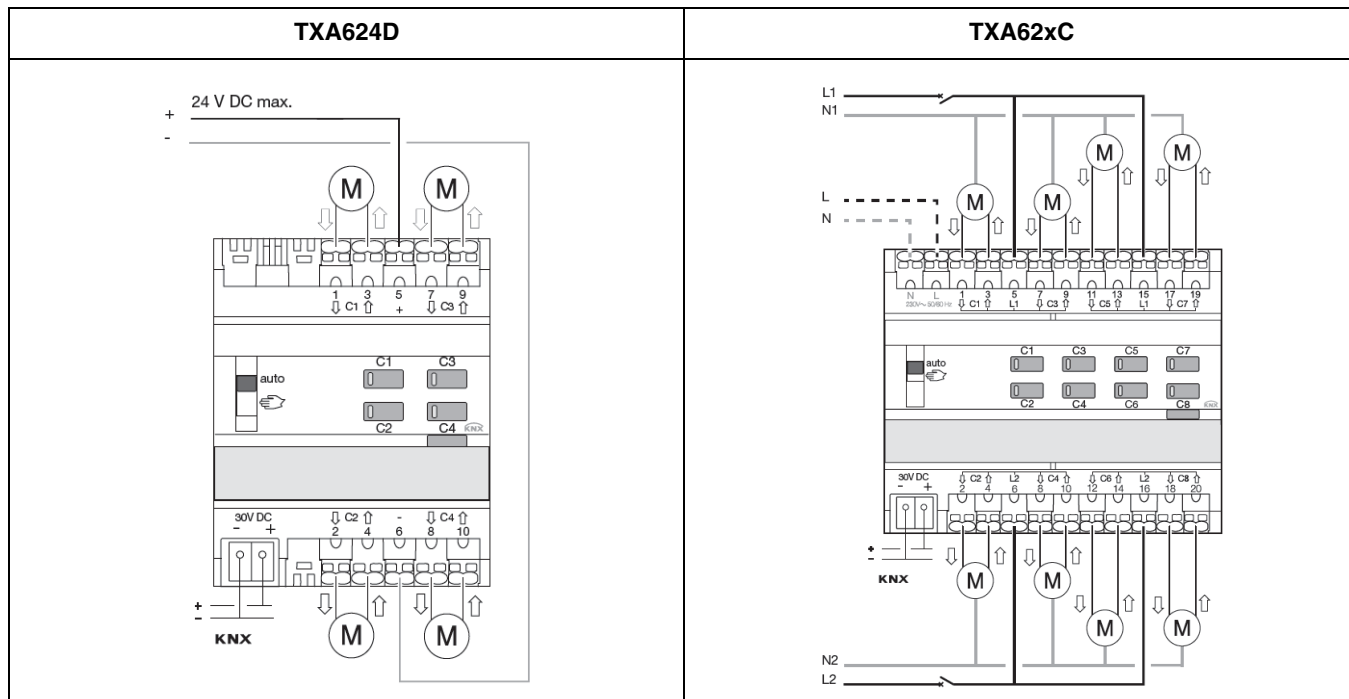 TXA624D
24 V DC max.
+
-
M M
1 3 5 7 9
⇩ C1 ⇧ + ⇩ C3 ⇧
auto
C1 C3
C2 C4
KNX
30V DC
- +
⇩ C2 ⇧ - ⇩ C4 ⇧
2 4 6 8 10
+
-
KNX
M M
TXA62xC
L1
N1
M M
L
N
M M
N L 1 3 5 7 9 11 13 15 17 19
230V~ 50/60 Hz ⇩ C1 ⇧ L1 ⇩ C3 ⇧ ⇩ C5 ⇧ L1 ⇩ C7 ⇧
auto
C1 C3 C5 C7
C2 C4 C6 C8
KNX
30V DC
- +
⇩ C2 ⇧ L2 ⇩ C4 ⇧ ⇩ C6 ⇧ L2 ⇩ C8 ⇧
2 4 6 8 10 12 14 16 18 20
+
-
KNX
M M
M M
N2
L2